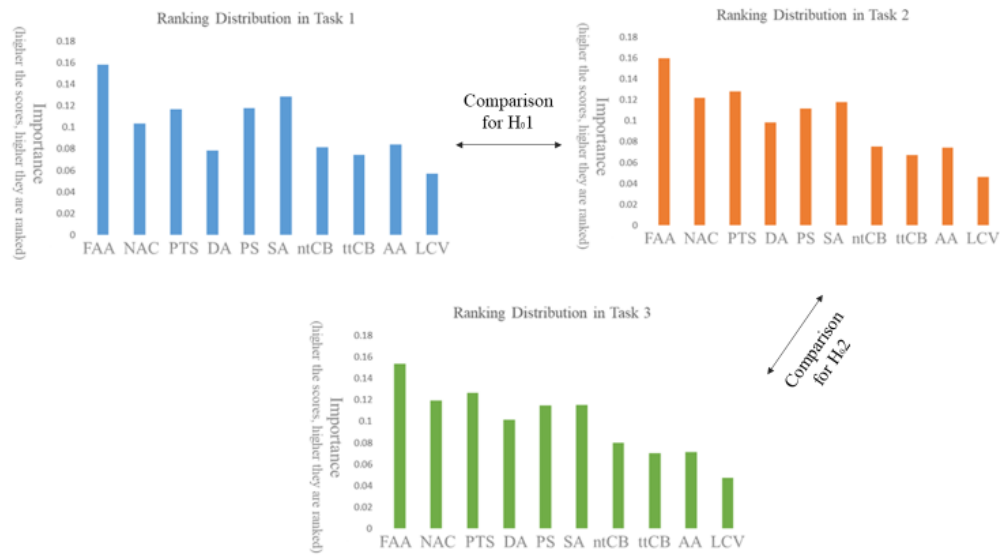 Ranking Distribution in Task 1
(higher the scores, higher they are ranked)
Importance
0.18
0.16
0.14
0.12
0.1
0.08
0.06
0.04
0.02
0
FAA NAC PTS DA PS SA ntCB ttCB AA LCV
Comparison
for H₀1
Ranking Distribution in Task 2
(higher the scores, higher they are ranked)
Importance
0.18
0.16
0.14
0.12
0.1
0.08
0.06
0.04
0.02
0
FAA NAC PTS DA PS SA ntCB ttCB AA LCV
Comparison
for H₀2
Ranking Distribution in Task 3
(higher the scores, higher they are ranked)
Importance
0.18
0.16
0.14
0.12
0.1
0.08
0.06
0.04
0.02
0
FAA NAC PTS DA PS SA ntCB ttCB AA LCV